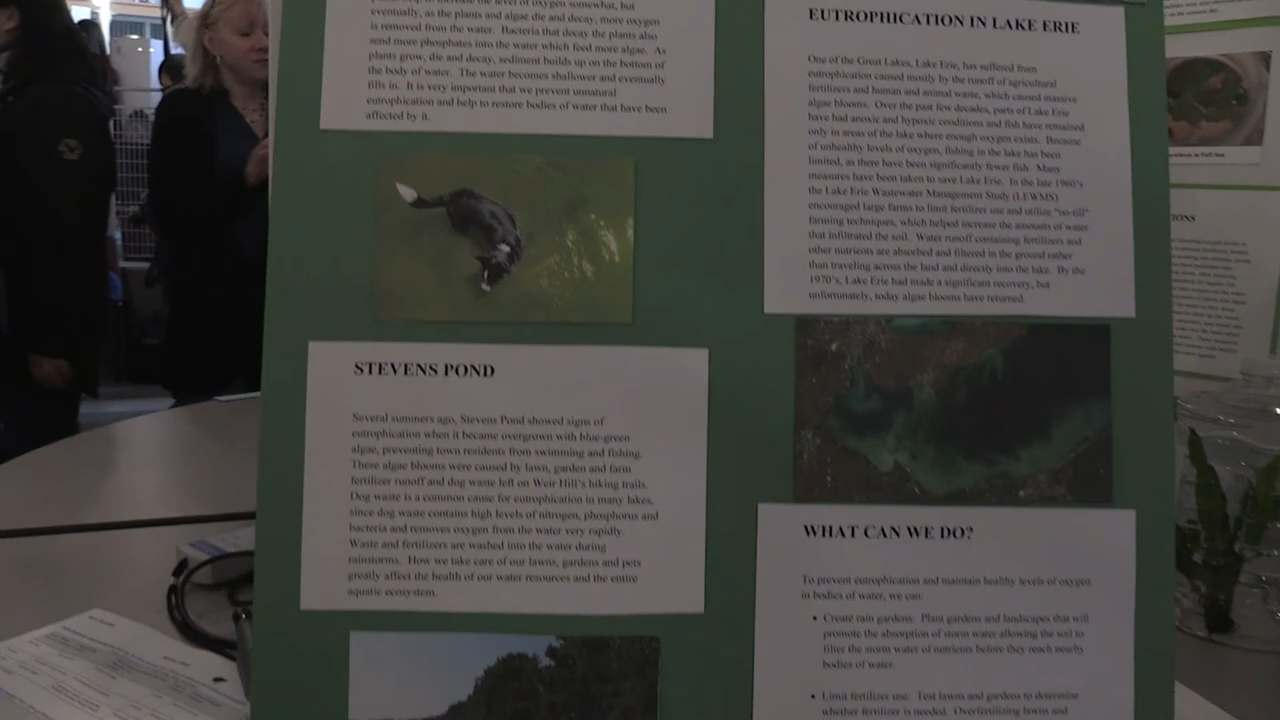 eventually, as the plants and algae die and decay, more oxygen
is removed from the water. Bacteria that decay the plants also
send more phosphates into the water which feed more algae. As
plants grow, die and decay, sediment builds up on the bottom of
the body of water. The water becomes shallower and eventually
fills in. It is very important that we prevent unnatural
eutrophication and help to restore bodies of water that have been
affected by it.
STEVENS POND
Several summers ago, Stevens Pond showed signs of
eutrophication when it became overgrown with blue-green
algae, preventing town residents from swimming and fishing.
These algae blooms were caused by lawn, garden and farm
fertilizer runoff and dog waste left on Weir Hill's hiking trails.
Dog waste is a common cause for eutrophication in many lakes,
since dog waste contains high levels of nitrogen, phosphorus and
bacteria and removes oxygen from the water very rapidly.
Waste and fertilizers are washed into the water during
rainstorms. How we take care of our lawns, gardens and pets
greatly affect the health of our water resources and the entire
aquatic ecosystem.
EUTROPHICATION IN LAKE ERIE
One of the Great Lakes, Lake Erie, has suffered from
eutrophication caused mostly by the runoff of agricultural
fertilizers and human and animal waste, which caused massive
algae blooms. Over the past few decades, parts of Lake Erie
have had anoxic and hypoxic conditions and fish have remained
only in areas of the lake where enough oxygen exists. Because
of unhealthy levels of oxygen, fishing in the lake has been
limited, as there have been significantly fewer fish. Many
measures have been taken to save Lake Erie. In the late 1960's
the Lake Erie Wastewater Management Study (LEWMS)
encouraged large farms to limit fertilizer use and utilize "no-till"
farming techniques, which helped increase the amounts of water
that infiltrated the soil. Water runoff containing fertilizers and
other nutrients are absorbed and filtered in the ground rather
than traveling across the land and directly into the lake. By the
1970's, Lake Erie had made a significant recovery, but
unfortunately, today algae blooms have returned.
WHAT CAN WE DO?
To prevent eutrophication and maintain healthy levels of oxygen
in bodies of water, we can:
• Create rain gardens: Plant gardens and landscapes that will
promote the absorption of storm water allowing the soil to
filter the storm water of nutrients before they reach nearby
bodies of water.
• Limit fertilizer use: Test lawns and gardens to determine
whether fertilizer is needed. Overfertilizing lawns and